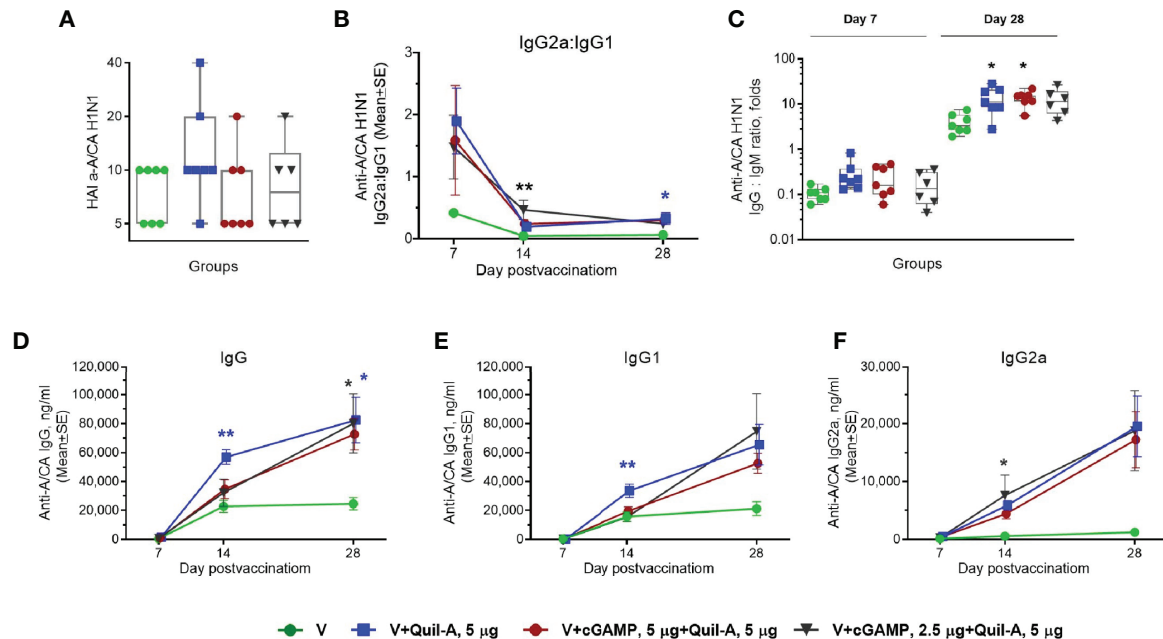 A
HAI a-A/CA H1N1
40
20
10
5
Groups
B
IgG2a:IgG1
Anti-A/CA H1N1
IgG2a:IgG1 (Mean±SE)
3
2
1
0
**
*
7
14
28
Day postvaccinatiom
C
Day 7
Day 28
Anti-A/CA H1N1
IgG : IgM ratio, folds
100
10
1
0.1
0.01
*
*
Groups
D
IgG
Anti-A/CA IgG, ng/ml
(Mean±SE)
120,000
100,000
80,000
60,000
40,000
20,000
0
**
*
*
7
14
28
Day postvaccinatiom
E
IgG1
Anti-A/CA IgG1, ng/ml
(Mean±SE)
120,000
100,000
80,000
60,000
40,000
20,000
0
**
7
14
28
Day postvaccinatiom
F
IgG2a
Anti-A/CA IgG2a, ng/ml
(Mean±SE)
30,000
20,000
10,000
0
*
7
14
28
Day postvaccinatiom
V
V+Quil-A, 5 µg
V+cGAMP, 5 µg+Quil-A, 5 µg
V+cGAMP, 2.5 µg+Quil-A, 5 µg